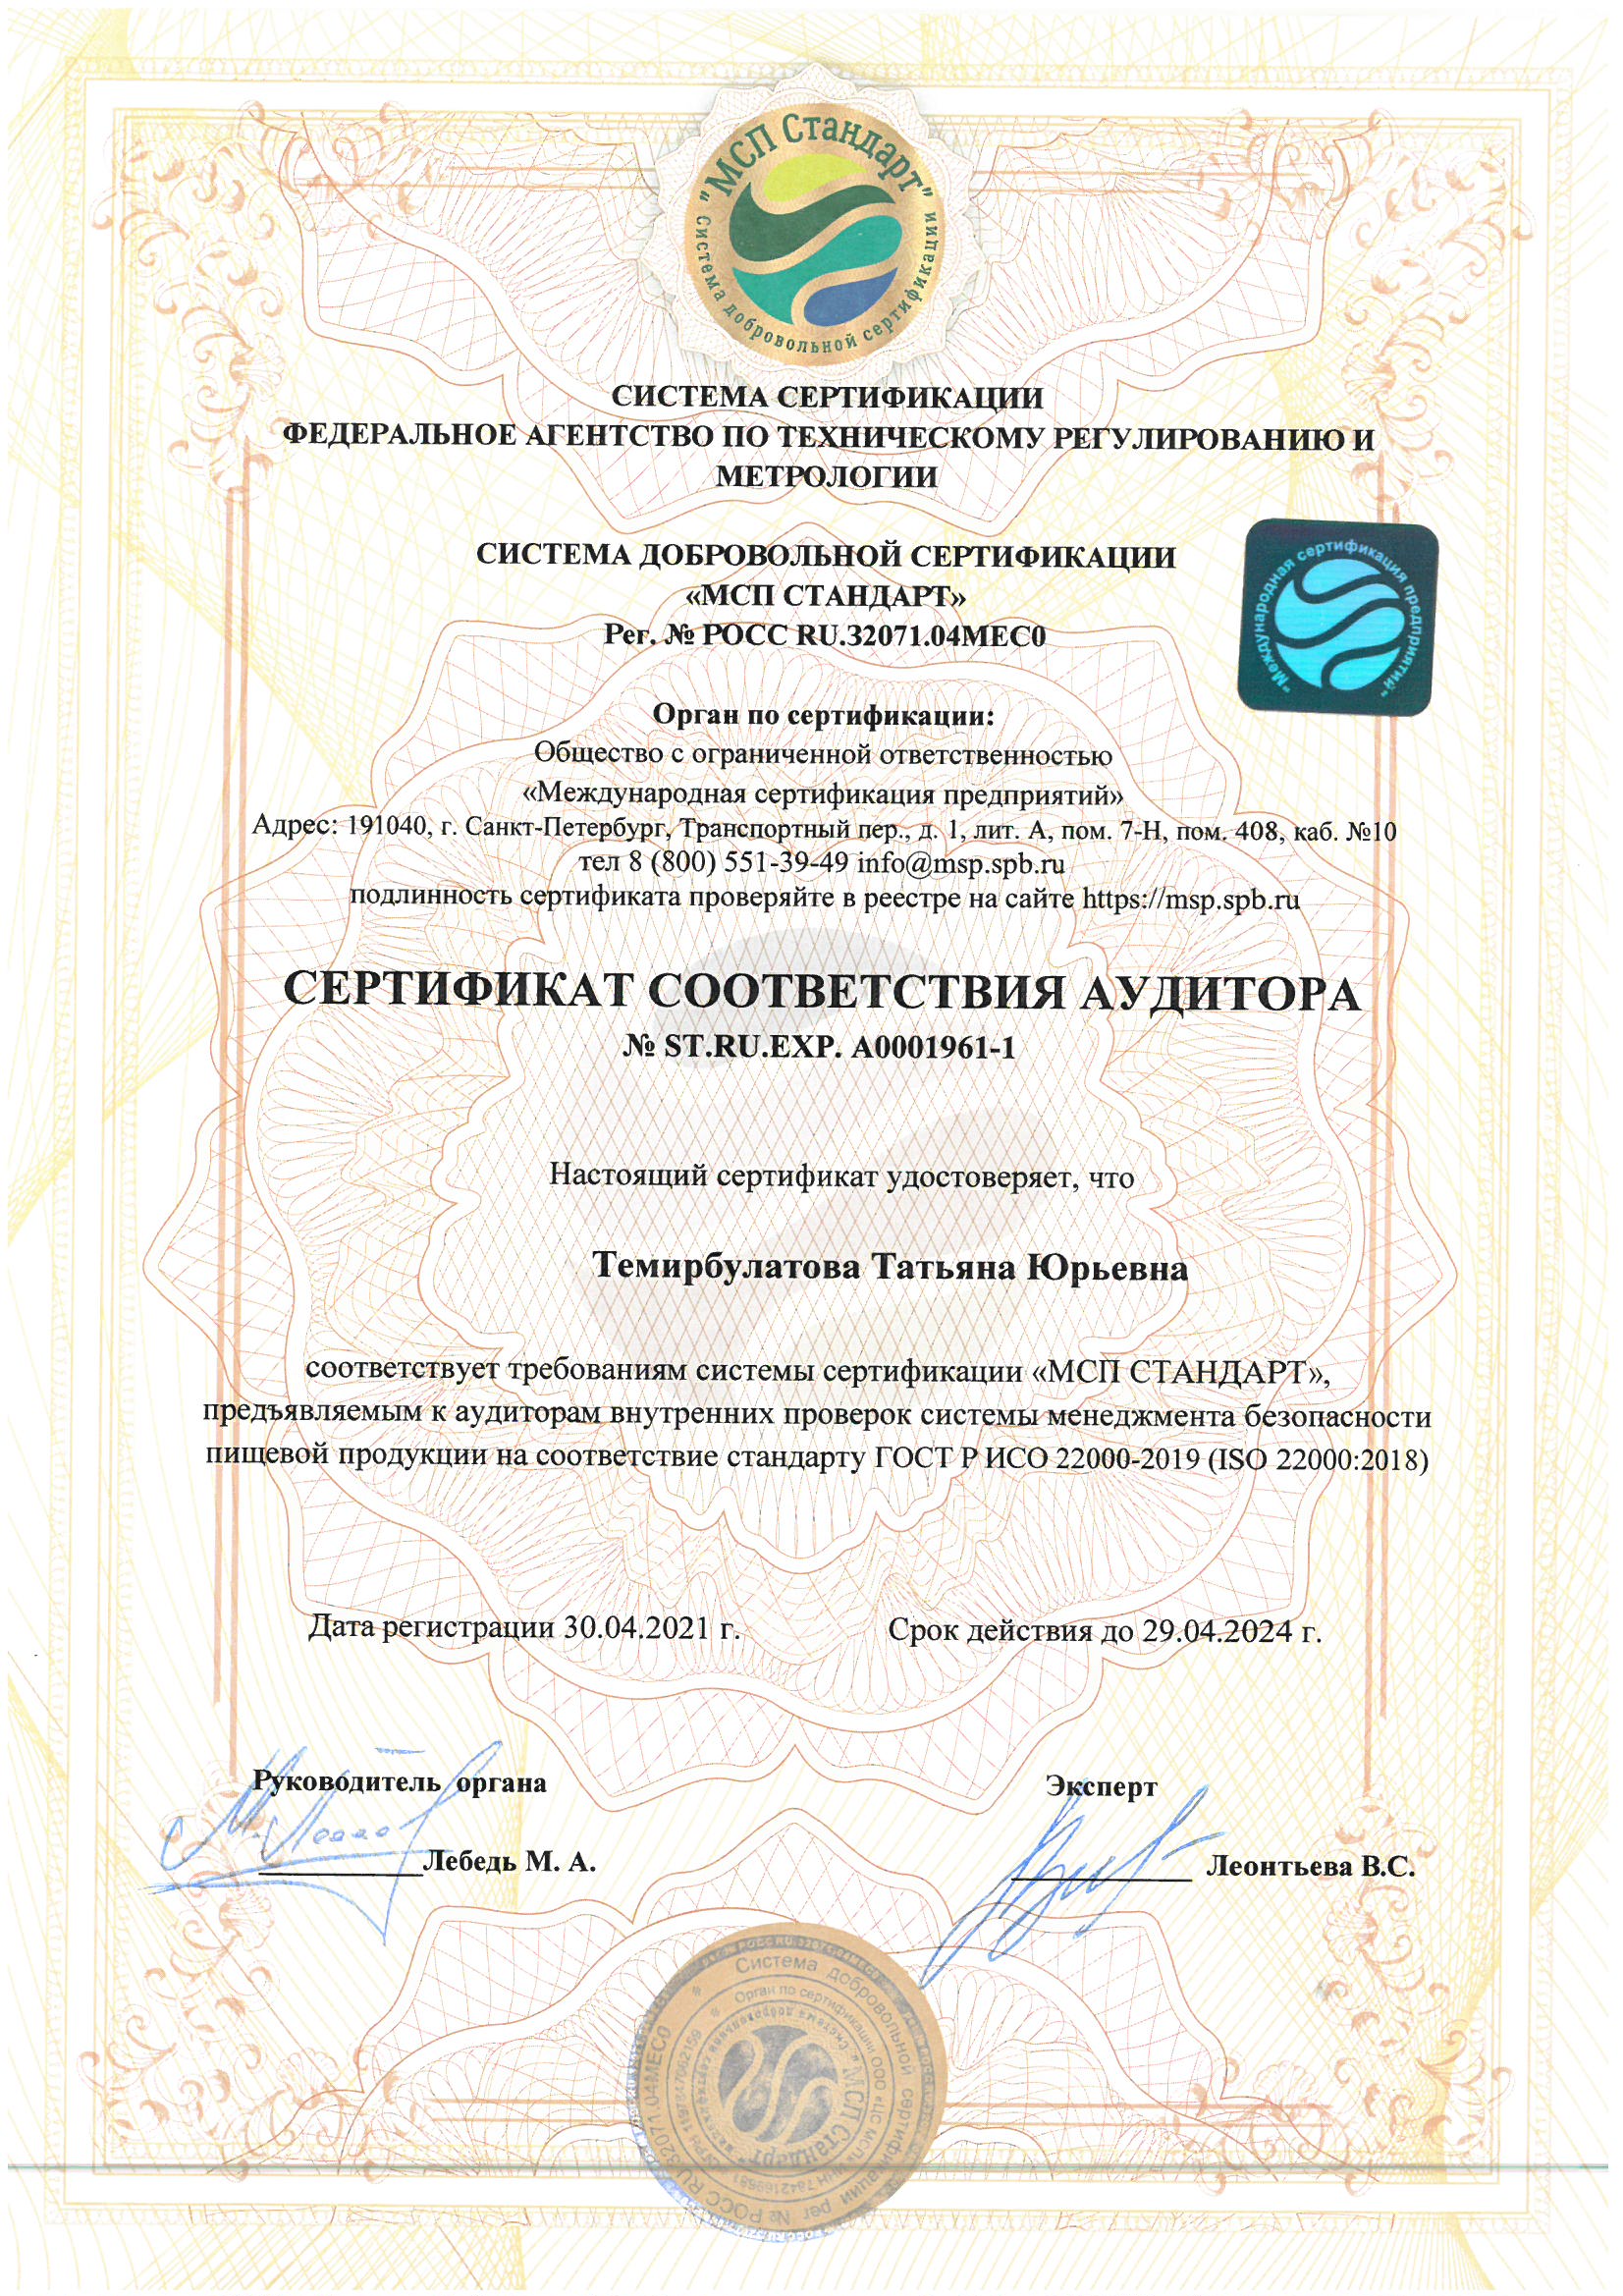 "МСП Стандарт"
Система добровольной сертификации
СИСТЕМА СЕРТИФИКАЦИИ
ФЕДЕРАЛЬНОЕ АГЕНТСТВО ПО ТЕХНИЧЕСКОМУ РЕГУЛИРОВАНИЮ И
МЕТРОЛОГИИ
СИСТЕМА ДОБРОВОЛЬНОЙ СЕРТИФИКАЦИИ
«МСП СТАНДАРТ»
Рег. № РОСС RU.32071.04МЕС0
"Международная сертификация предприятий"
Орган по сертификации:
Общество с ограниченной ответственностью
«Международная сертификация предприятий»
Адрес: 191040, г. Санкт-Петербург, Транспортный пер., д. 1, лит. А, пом. 7-Н, пом. 408, каб. №10
тел 8 (800) 551-39-49 info@msp.spb.ru
подлинность сертификата проверяйте в реестре на сайте https://msp.spb.ru
СЕРТИФИКАТ СООТВЕТСТВИЯ АУДИТОРА
№ ST.RU.EXP. А0001961-1
Настоящий сертификат удостоверяет, что
Темирбулатова Татьяна Юрьевна
соответствует требованиям системы сертификации «МСП СТАНДАРТ»,
предъявляемым к аудиторам внутренних проверок системы менеджмента безопасности
пищевой продукции на соответствие стандарту ГОСТ Р ИСО 22000-2019 (ISO 22000:2018)
Дата регистрации 30.04.2021 г. Срок действия до 29.04.2024 г.
Руководитель органа Эксперт
Лебедь М. А. Леонтьева В.С.
Система добровольной сертификации рег № РОСС RU.32071.04МЕС0
Орган по сертификации ООО
"МСП Стандарт"